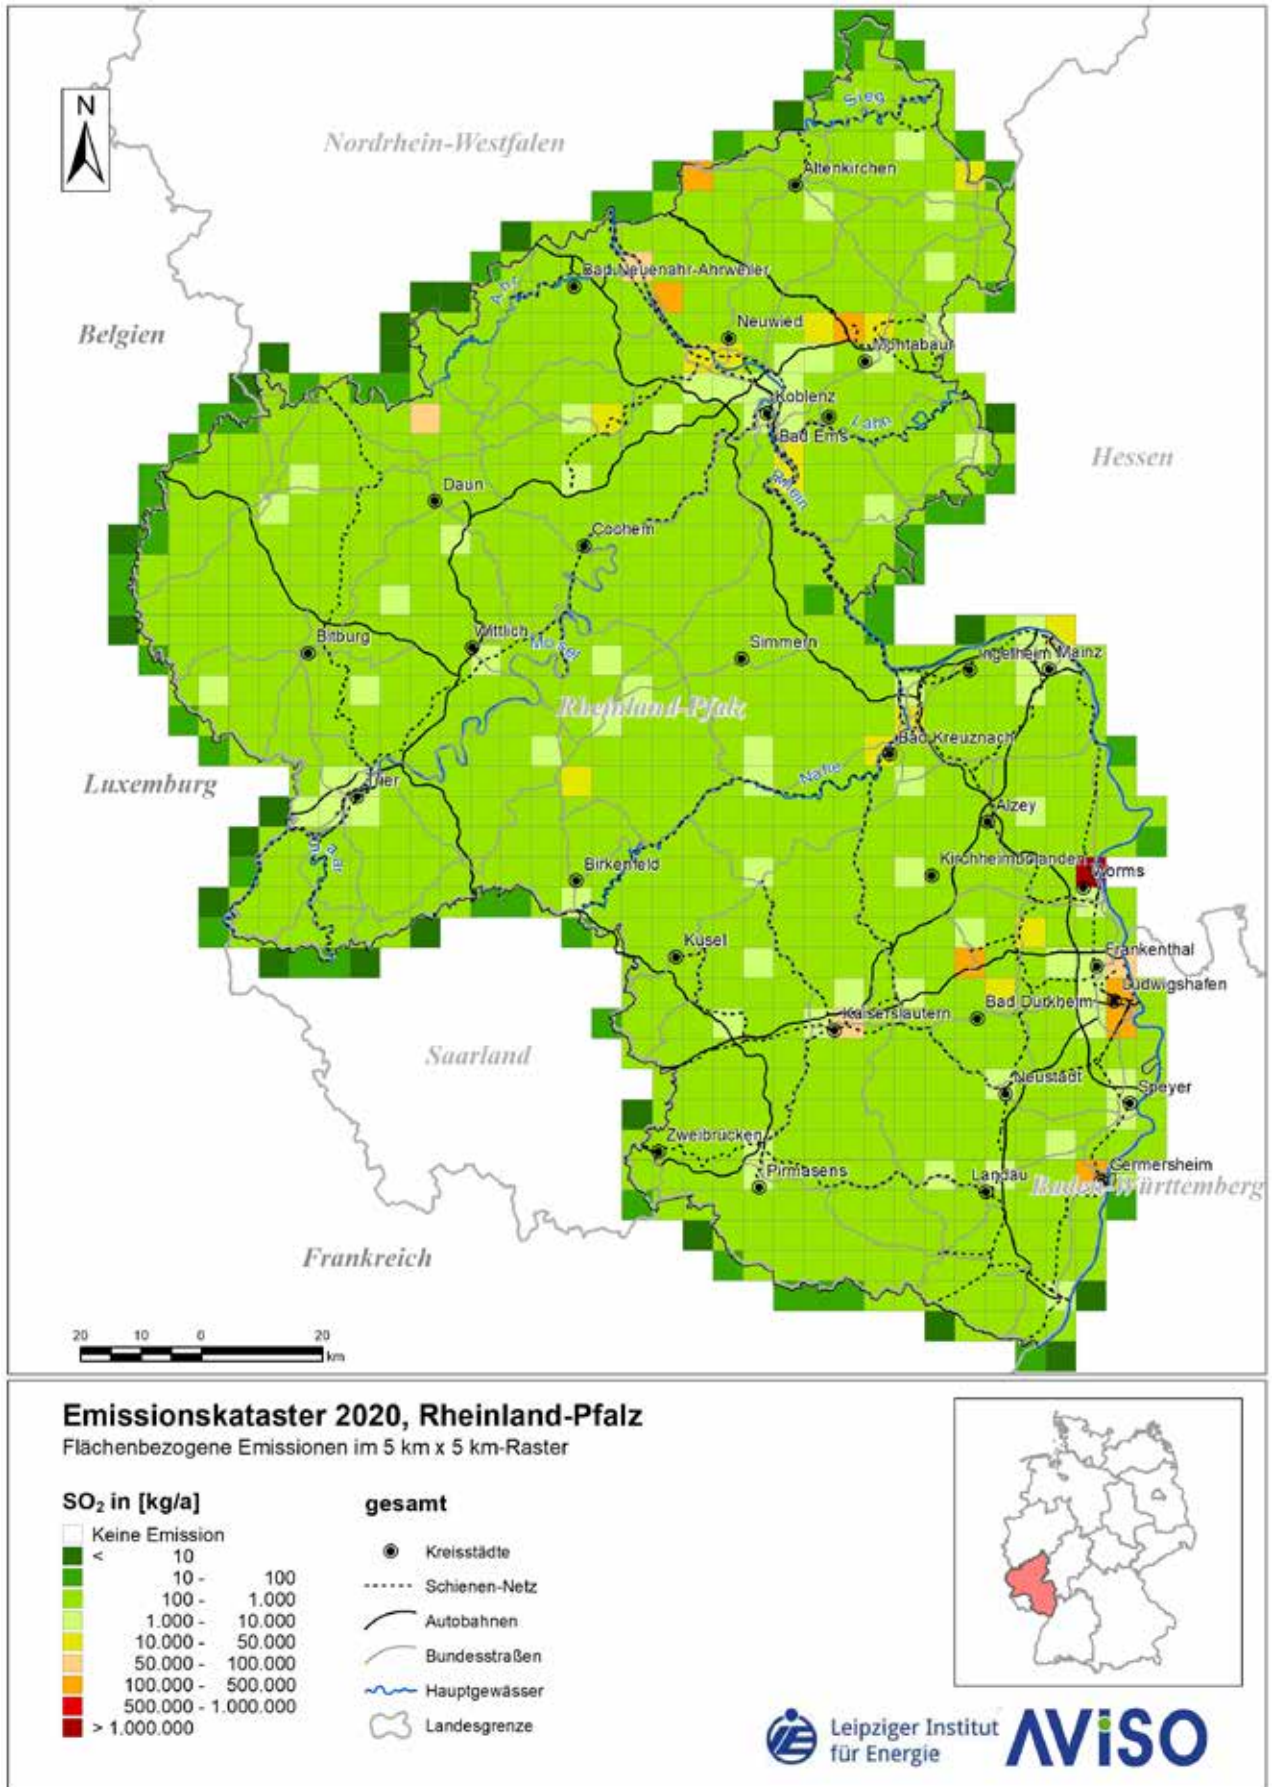 N
Nordrhein-Westfalen
Sieg
Altenkirchen
Bad Neuenahr-Ahrweiler
Ahr
Belgien
Neuwied
Montabaur
Koblenz
Lahn
Bad Ems
Hessen
Rhein
Daun
Cochem
Bitburg
Wittlich
Mosel
Simmern
Ingelheim
Mainz
Rheinland-Pfalz
Bad Kreuznach
Nahe
Luxemburg
Trier
Alzey
Saar
Birkenfeld
Kirchheimbolanden
Worms
Kusel
Frankenthal
Ludwigshafen
Bad Dürkheim
Kaiserslautern
Saarland
Neustadt
Speyer
Zweibrücken
Pirmasens
Landau
Germersheim
Baden-Württemberg
Frankreich
20 10 0 20
km
Emissionskataster 2020, Rheinland-Pfalz
Flächenbezogene Emissionen im 5 km x 5 km-Raster
SO₂ in [kg/a]
Keine Emission
< 10
10 - 100
100 - 1.000
1.000 - 10.000
10.000 - 50.000
50.000 - 100.000
100.000 - 500.000
500.000 - 1.000.000
> 1.000.000
gesamt
Kreisstädte
Schienen-Netz
Autobahnen
Bundesstraßen
Hauptgewässer
Landesgrenze
Leipziger Institut
für Energie
AViSO